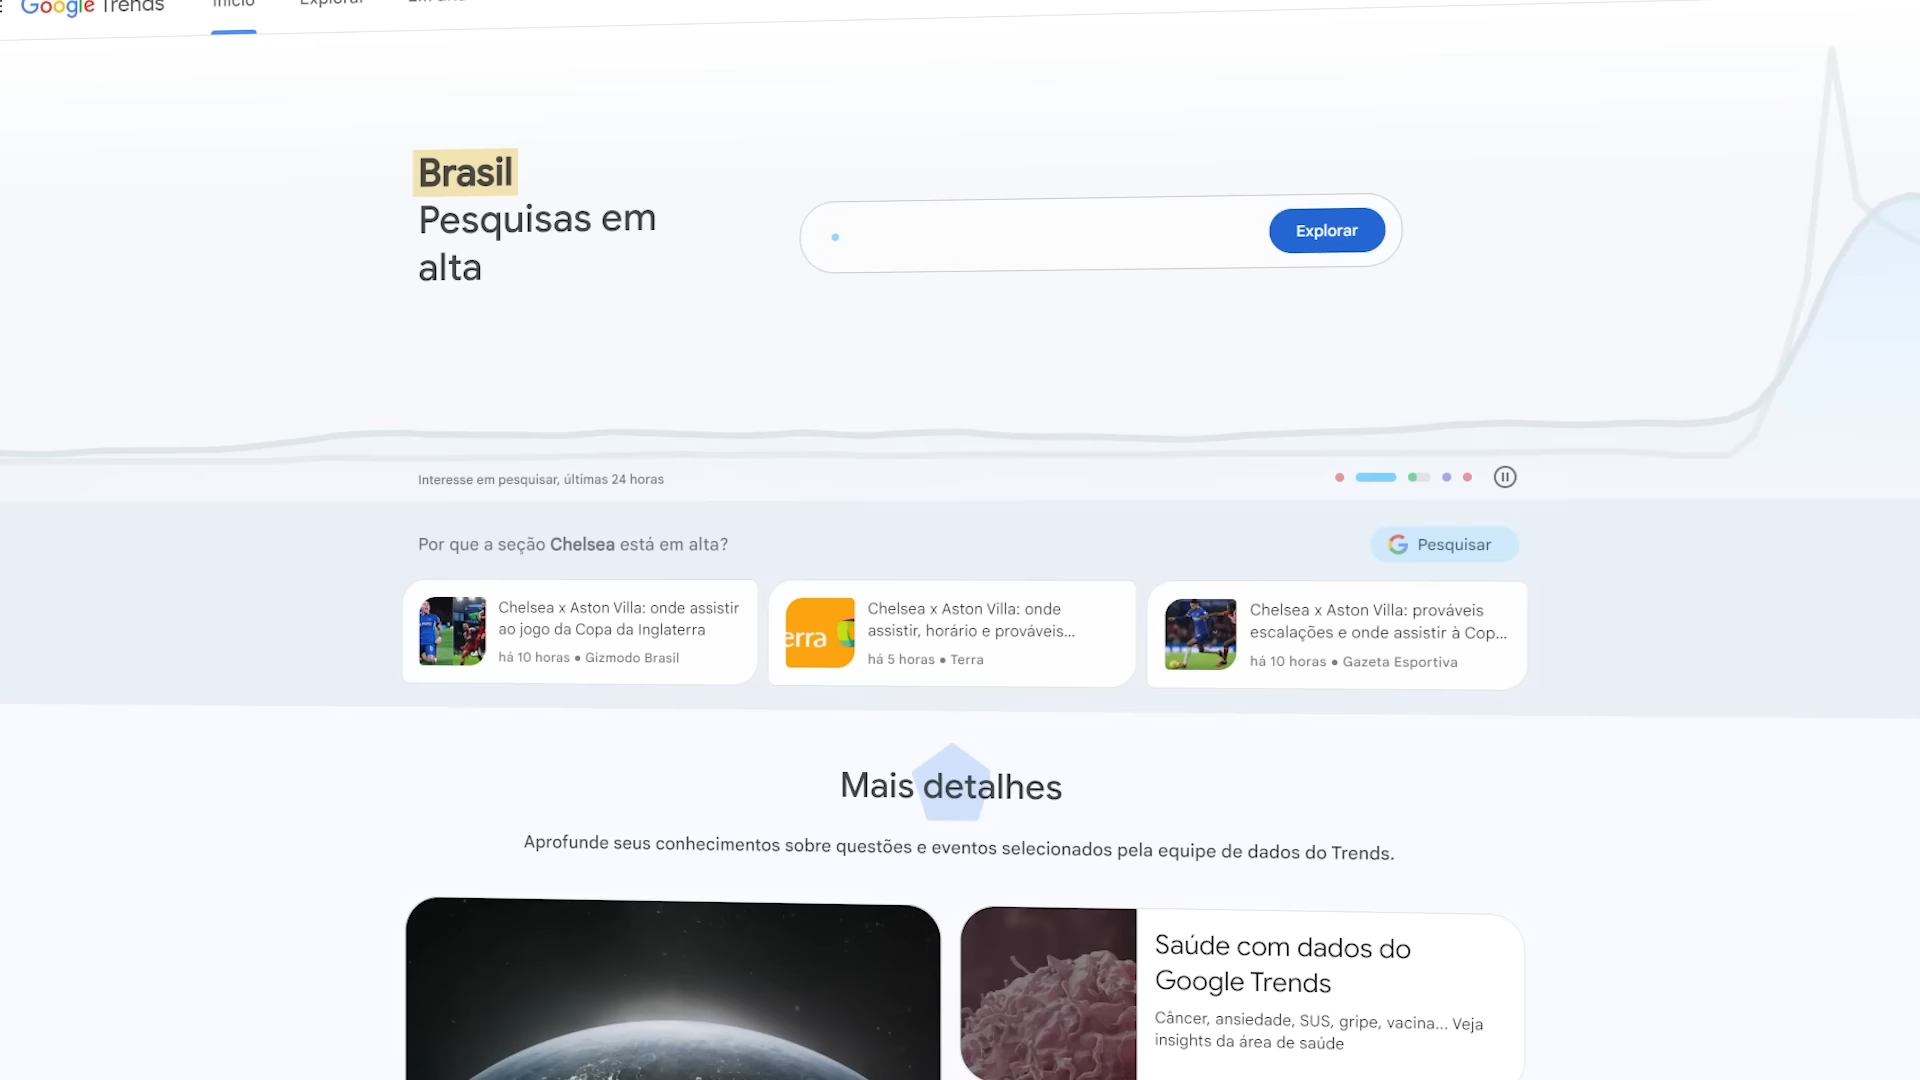 Google Trends
Início
Explorar
Brasil
Pesquisas em
alta
Explorar
Interesse em pesquisar, últimas 24 horas
Por que a seção Chelsea está em alta?
Pesquisar
Chelsea x Aston Villa: onde assistir
ao jogo da Copa da Inglaterra
há 10 horas • Gizmodo Brasil
erra
Chelsea x Aston Villa: onde
assistir, horário e prováveis...
há 5 horas • Terra
Chelsea x Aston Villa: prováveis
escalações e onde assistir à Cop...
há 10 horas • Gazeta Esportiva
Mais detalhes
Aprofunde seus conhecimentos sobre questões e eventos selecionados pela equipe de dados do Trends.
Saúde com dados do
Google Trends
Câncer, ansiedade, SUS, gripe, vacina... Veja
insights da área de saúde